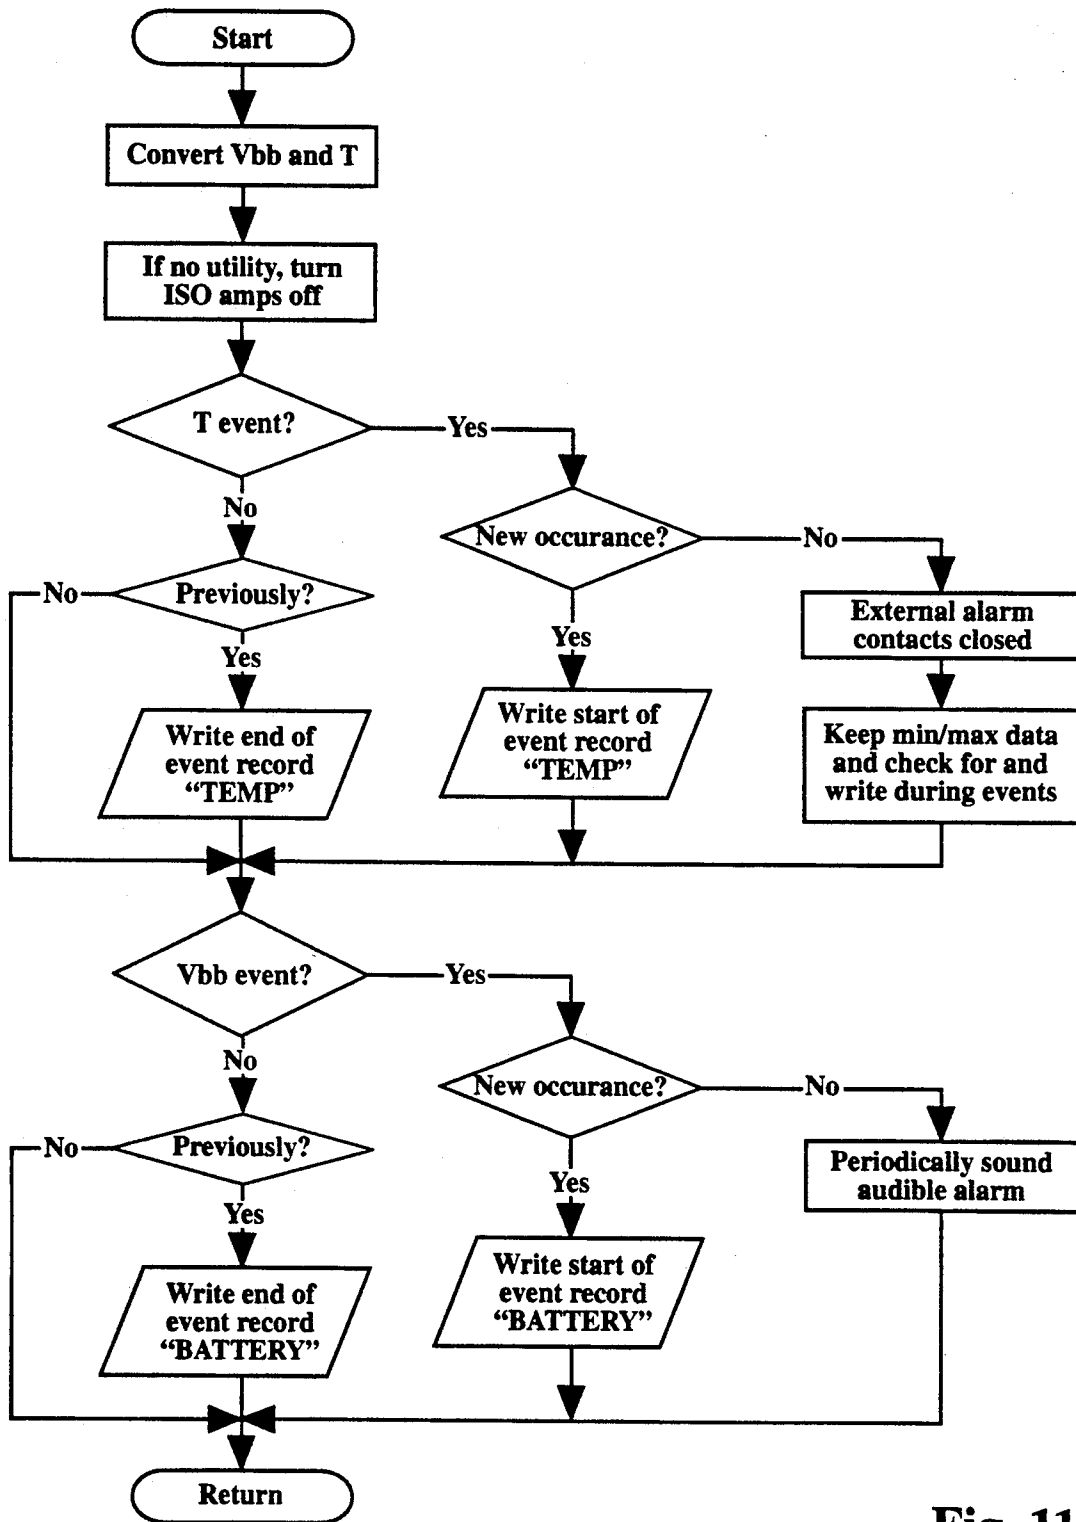 Start
Convert Vbb and T
If no utility, turn
ISO amps off
T event?
Yes
No
New occurance?
No
No
Previously?
Yes
Yes
External alarm
contacts closed
Write end of
event record
“TEMP”
Write start of
event record
“TEMP”
Keep min/max data
and check for and
write during events
Vbb event?
Yes
No
New occurance?
No
No
Previously?
Yes
Yes
Periodically sound
audible alarm
Write end of
event record
“BATTERY”
Write start of
event record
“BATTERY”
Return
Fig. 11